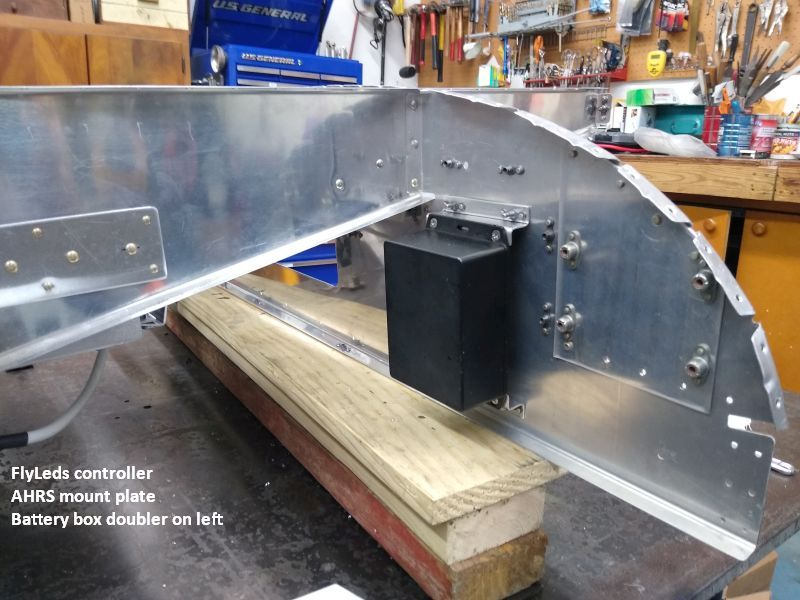 U.S. GENERAL
U.S. GENERAL
FlyLeds controller
AHRS mount plate
Battery box doubler on left